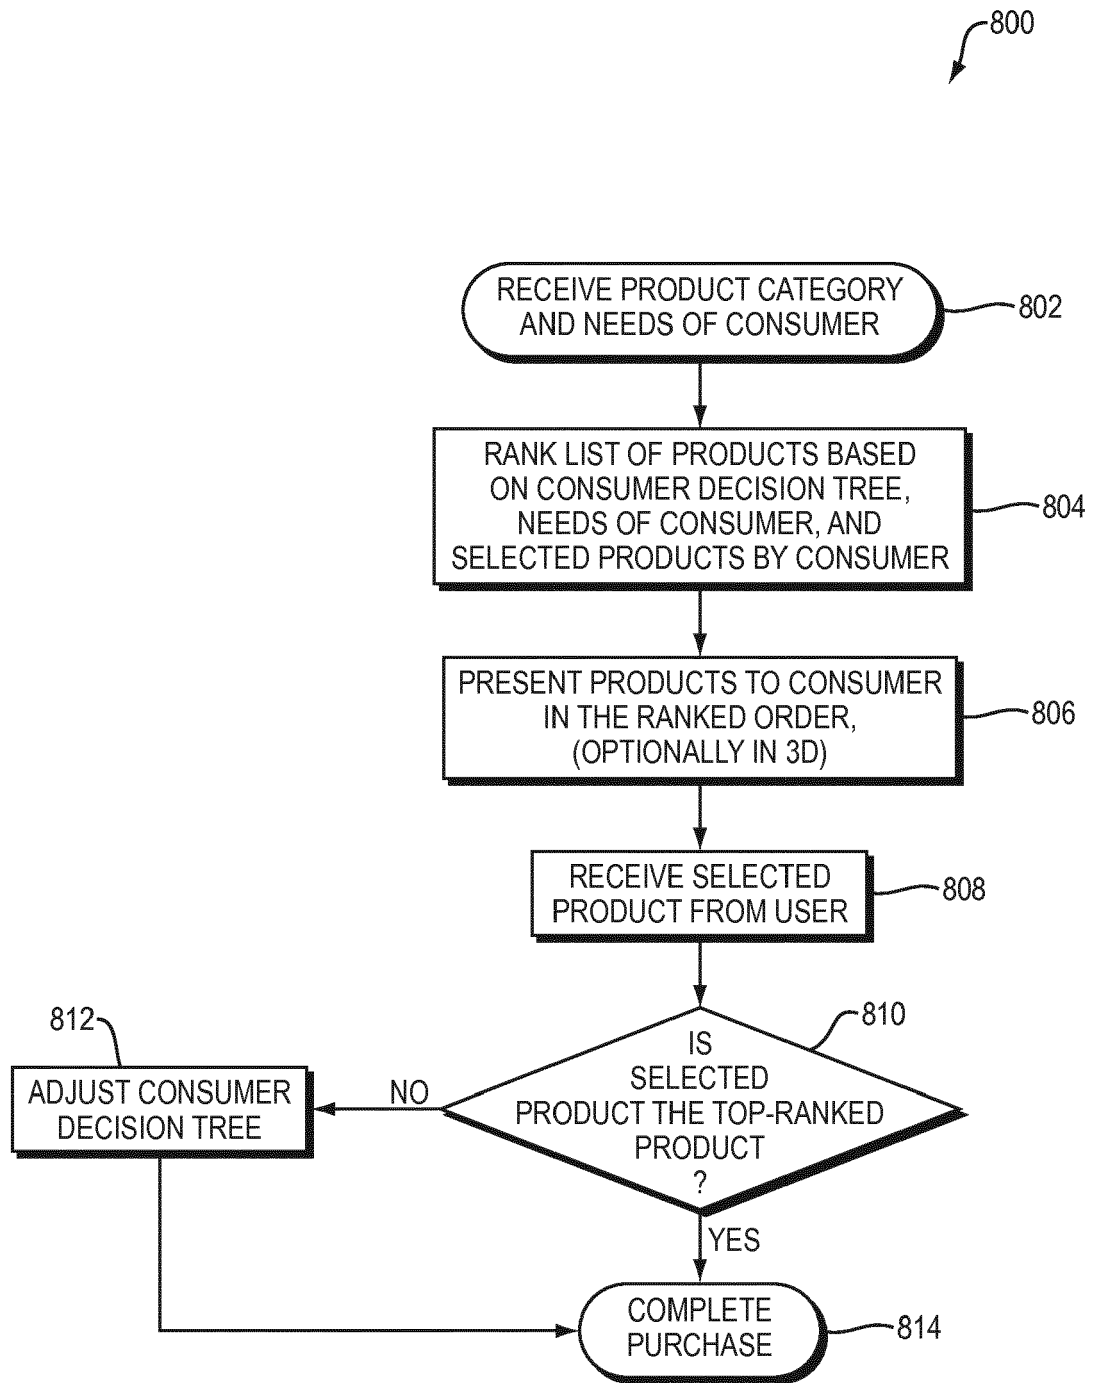 800
RECEIVE PRODUCT CATEGORY
AND NEEDS OF CONSUMER
802
RANK LIST OF PRODUCTS BASED
ON CONSUMER DECISION TREE,
NEEDS OF CONSUMER, AND
SELECTED PRODUCTS BY CONSUMER
804
PRESENT PRODUCTS TO CONSUMER
IN THE RANKED ORDER,
(OPTIONALLY IN 3D)
806
RECEIVE SELECTED
PRODUCT FROM USER
808
IS
SELECTED
PRODUCT THE TOP-RANKED
PRODUCT
?
810
NO
812
ADJUST CONSUMER
DECISION TREE
YES
COMPLETE
PURCHASE
814